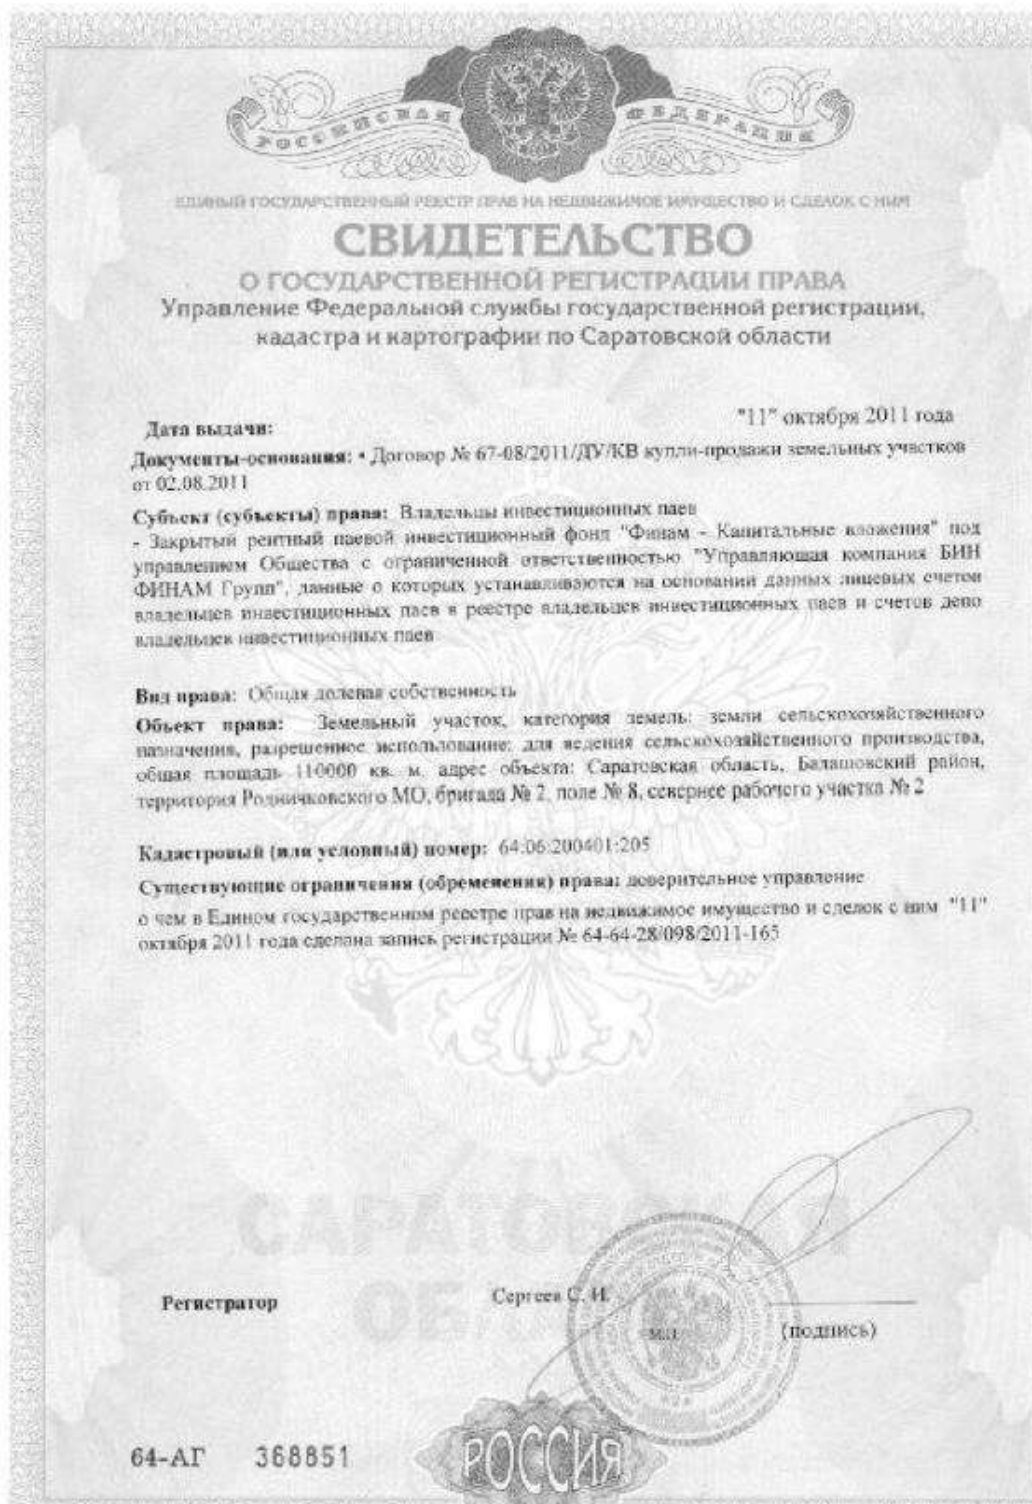 РОССИЙСКАЯ ФЕДЕРАЦИЯ
ЕДИНЫЙ ГОСУДАРСТВЕННЫЙ РЕЕСТР ПРАВ НА НЕДВИЖИМОЕ ИМУЩЕСТВО И СДЕЛОК С НИМ
СВИДЕТЕЛЬСТВО
О ГОСУДАРСТВЕННОЙ РЕГИСТРАЦИИ ПРАВА
Управление Федеральной службы государственной регистрации,
кадастра и картографии по Саратовской области
Дата выдачи: "11" октября 2011 года
Документы-основания: • Договор № 67-08/2011/ДУ/КВ купли-продажи земельных участков
от 02.08.2011
Субъект (субъекты) права: Владельцы инвестиционных паев
- Закрытый рентный паевой инвестиционный фонд "Финам - Капитальные вложения" под
управлением Общества с ограниченной ответственностью "Управляющая компания БИН
ФИНАМ Групп", данные о которых устанавливаются на основании данных лицевых счетов
владельцев инвестиционных паев в реестре владельцев инвестиционных паев и счетов депо
владельцев инвестиционных паев
Вид права: Общая долевая собственность
Объект права: Земельный участок, категория земель: земли сельскохозяйственного
назначения, разрешенное использование: для ведения сельскохозяйственного производства,
общая площадь 110000 кв. м, адрес объекта: Саратовская область, Балашовский район,
территория Родничковского МО, бригада № 2, поле № 8, севернее рабочего участка № 2
Кадастровый (или условный) номер: 64:06:200401:205
Существующие ограничения (обременения) права: доверительное управление
о чем в Едином государственном реестре прав на недвижимое имущество и сделок с ним "11"
октября 2011 года сделана запись регистрации № 64-64-28/098/2011-165
САРАТОВСКАЯ
ОБЛАСТЬ
Регистратор Сергеев С. И.
М.П. (подпись)
64-АГ 368851
РОССИЯ